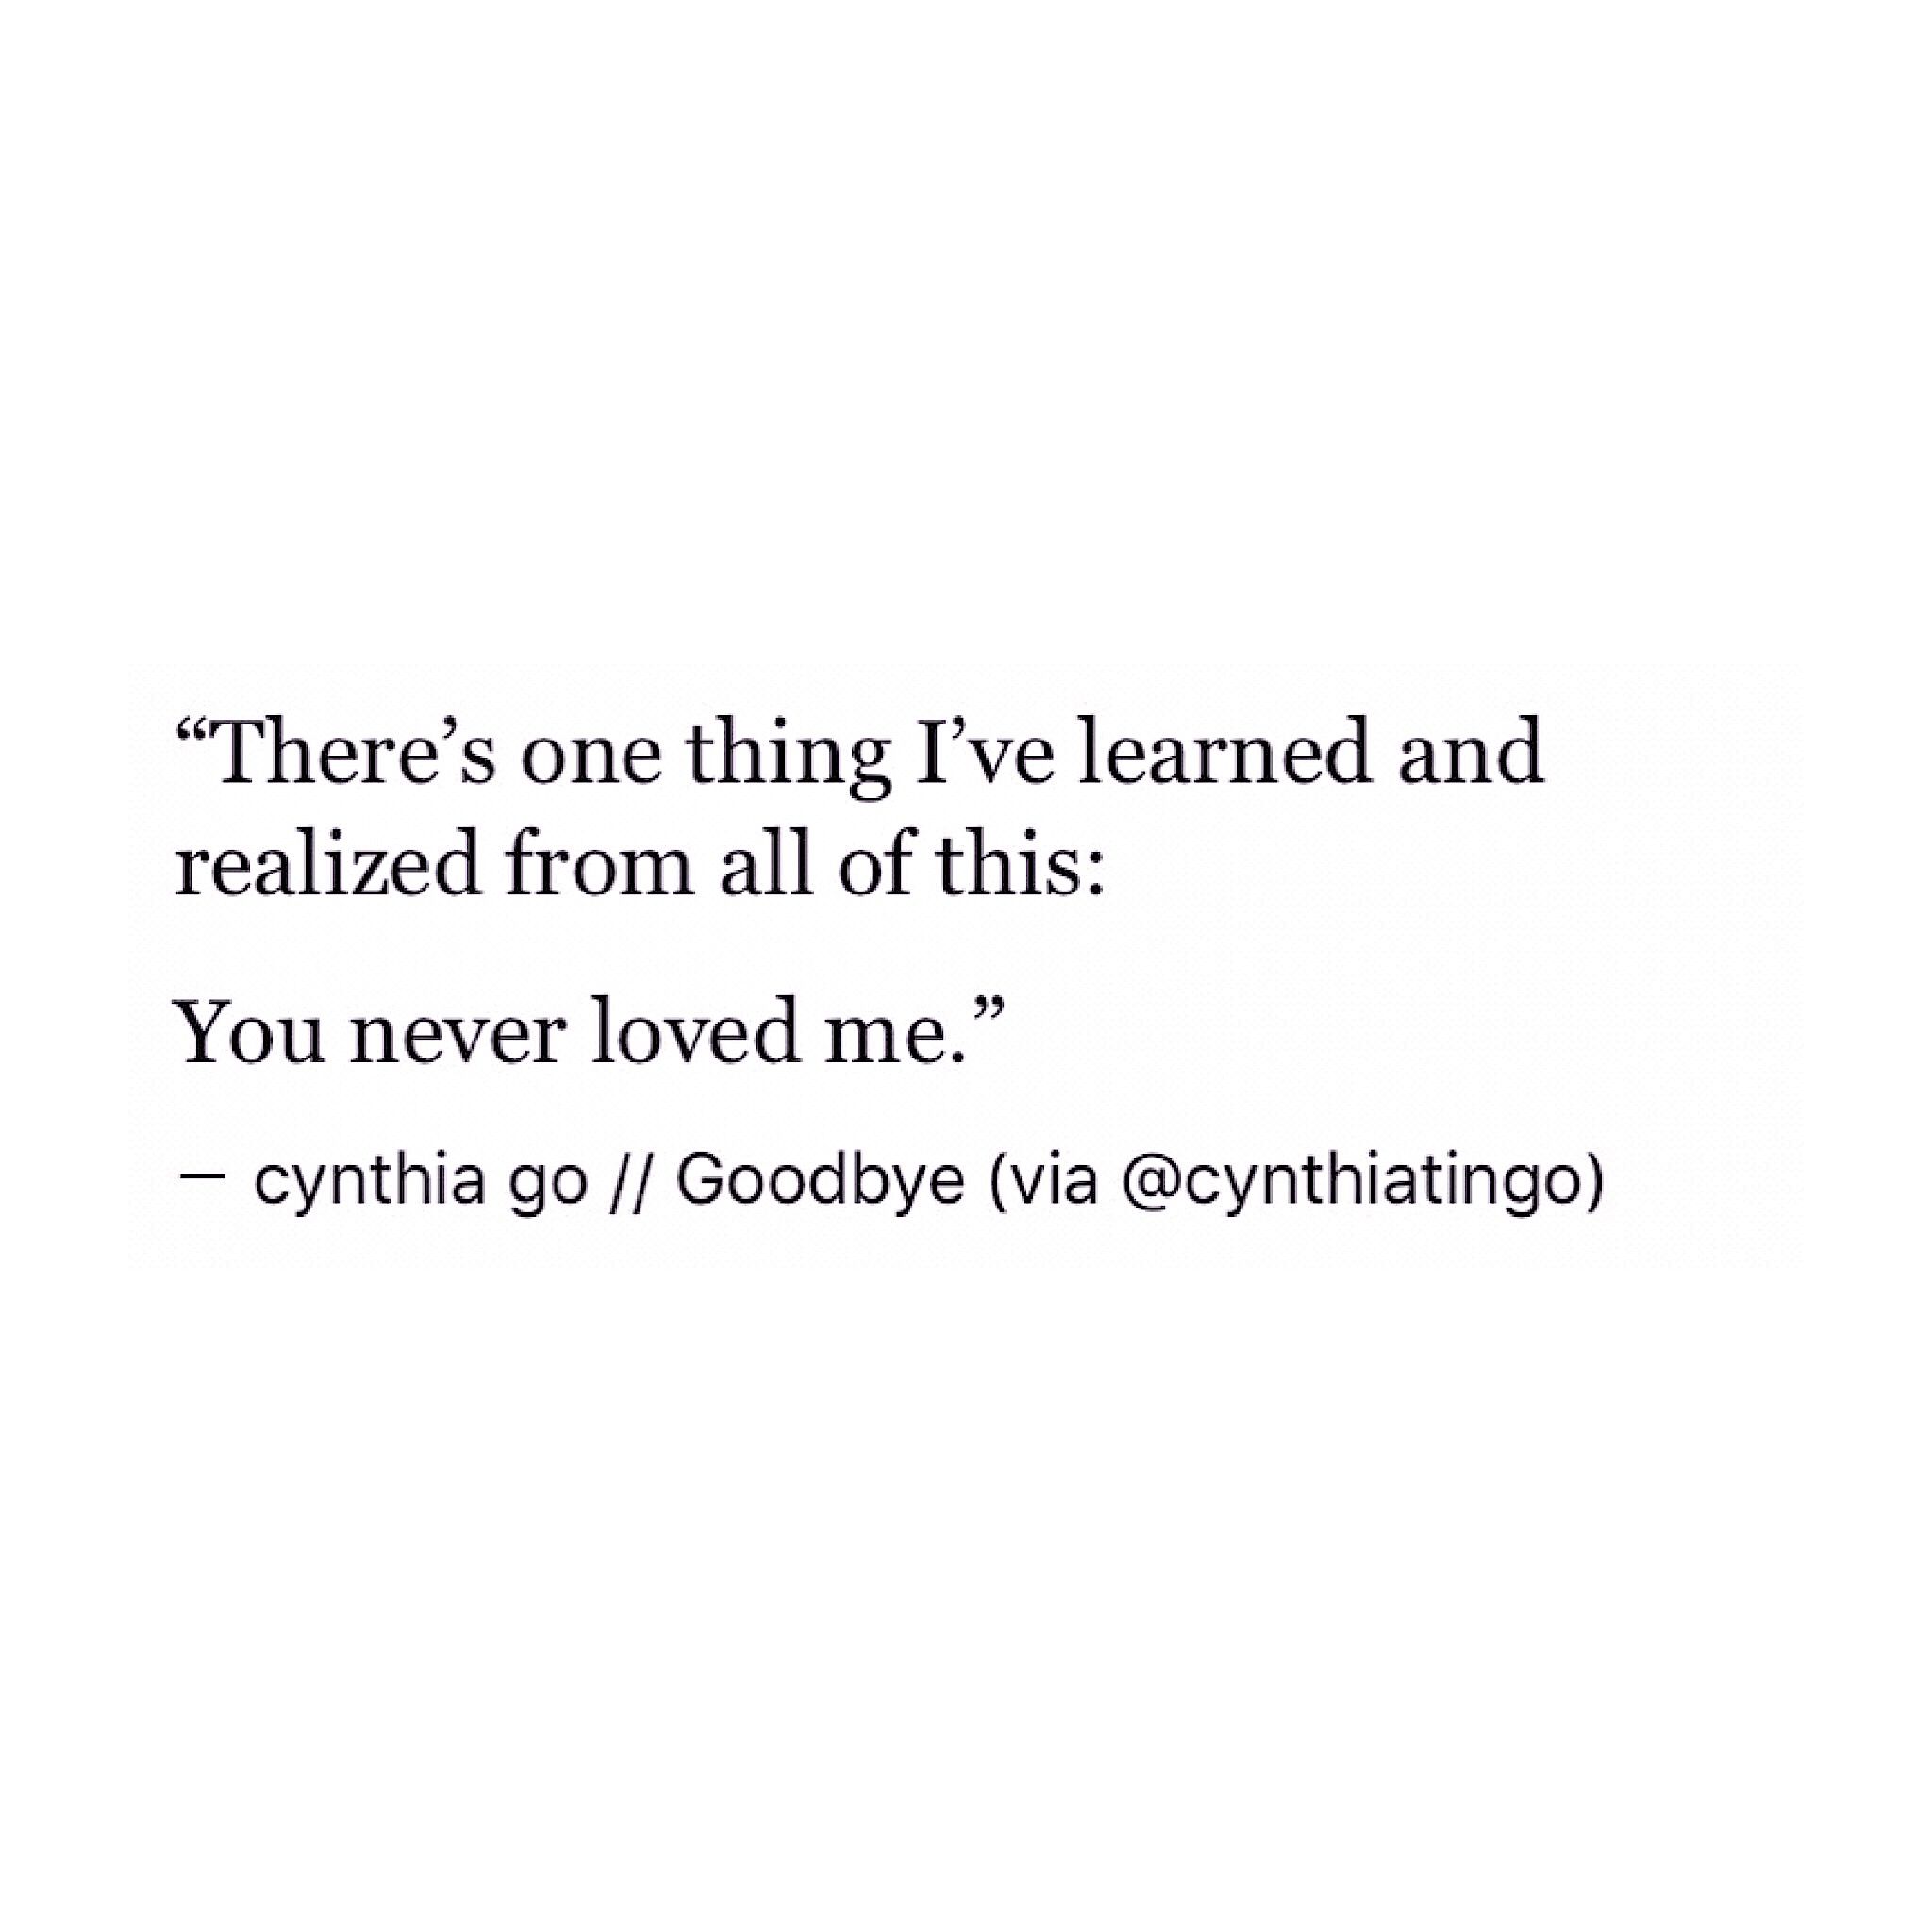 “There’s one thing I’ve learned and
realized from all of this:
You never loved me.”
— cynthia go // Goodbye (via @cynthiatingo)